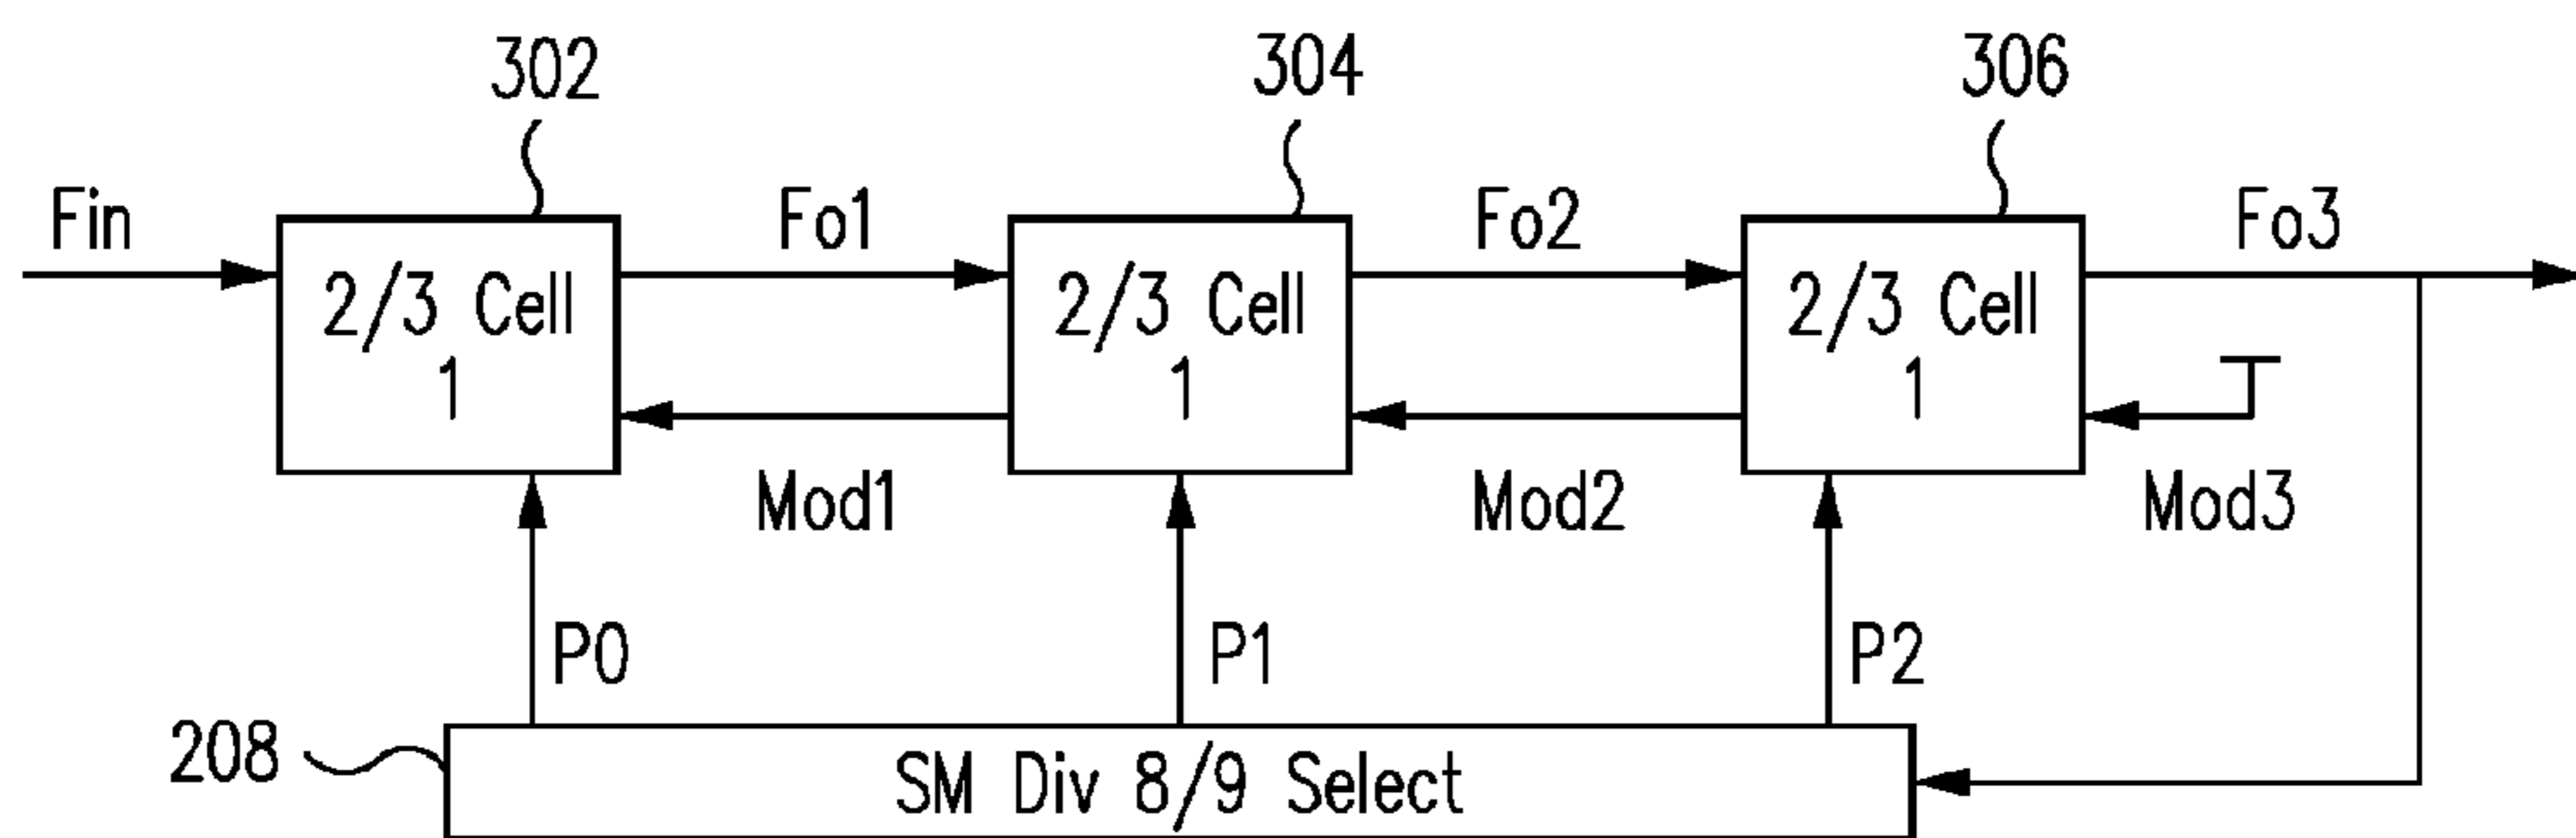 302
304
306
Fin
Fo1
Fo2
Fo3
2/3 Cell
1
2/3 Cell
1
2/3 Cell
1
Mod1
Mod2
Mod3
P0
P1
P2
208
SM Div 8/9 Select